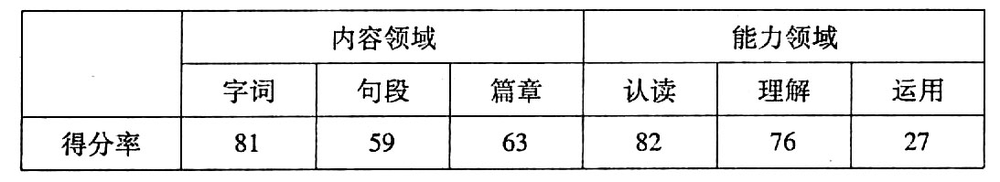 内容领域 能力领域
字词 句段 篇章 认读 理解 运用
得分率 81 59 63 82 76 27